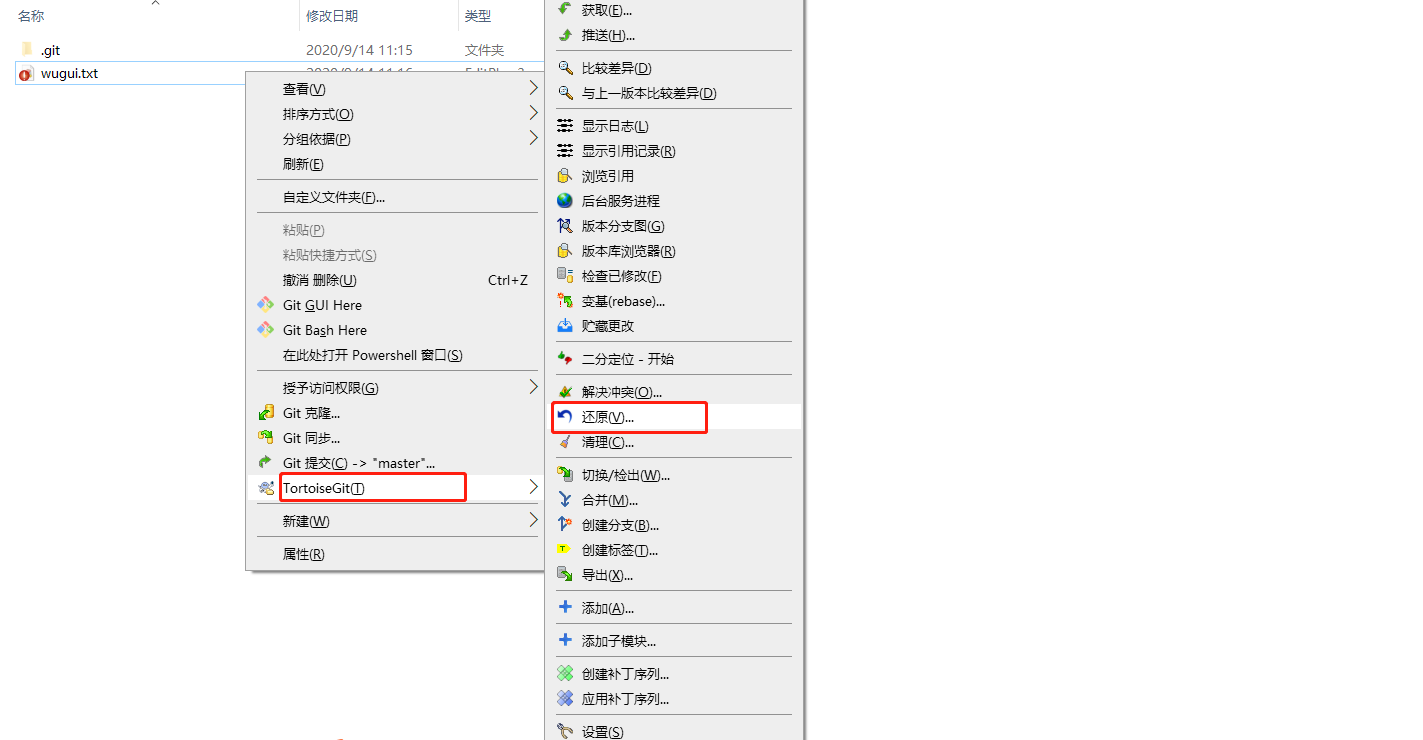 名称 修改日期 类型
.git 2020/9/14 11:15 文件夹
wugui.txt
查看(V)
排序方式(O)
分组依据(P)
刷新(E)
自定义文件夹(F)...
粘贴(P)
粘贴快捷方式(S)
撤消 删除(U) Ctrl+Z
Git GUI Here
Git Bash Here
在此处打开 Powershell 窗口(S)
授予访问权限(G)
Git 克隆...
Git 同步...
Git 提交(C) -> "master"...
TortoiseGit(T)
新建(W)
属性(R)
获取(E)...
推送(H)...
比较差异(D)
与上一版本比较差异(D)
显示日志(L)
显示引用记录(R)
浏览引用
后台服务进程
版本分支图(G)
版本库浏览器(R)
检查已修改(F)
变基(rebase)...
贮藏更改
二分定位 - 开始
解决冲突(O)...
还原(V)...
清理(C)...
切换/检出(W)...
合并(M)...
创建分支(B)...
创建标签(T)...
导出(X)...
添加(A)...
添加子模块...
创建补丁序列...
应用补丁序列...
设置(S)